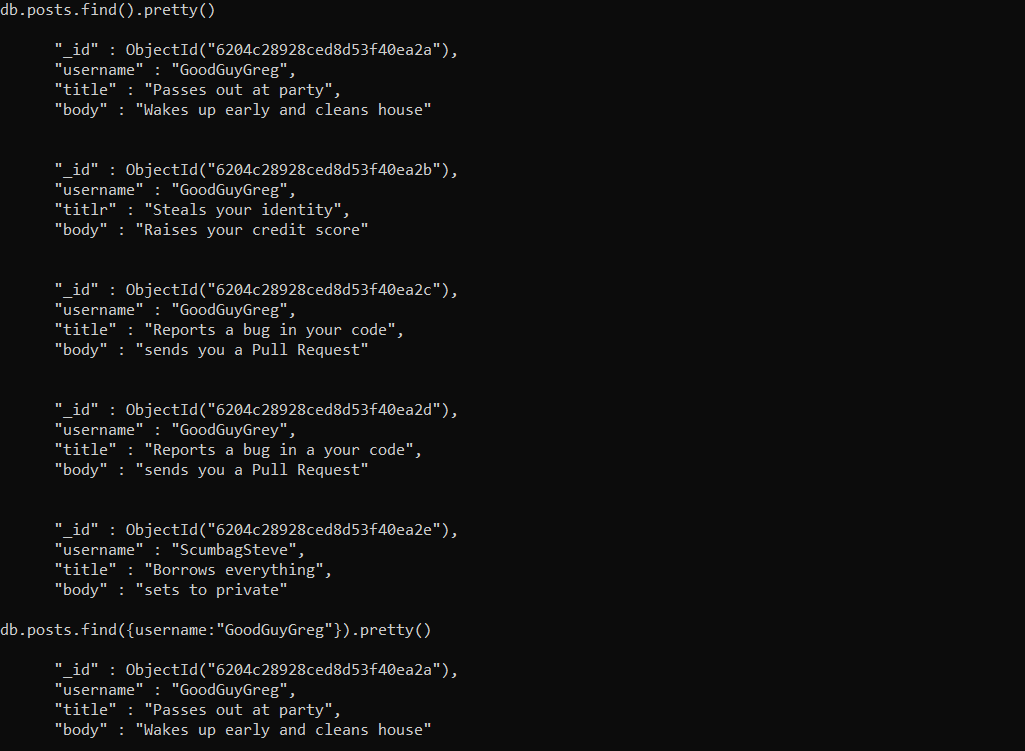 db.posts.find().pretty()
"_id" : ObjectId("6204c28928ced8d53f40ea2a"),
"username" : "GoodGuyGreg",
"title" : "Passes out at party",
"body" : "Wakes up early and cleans house"
"_id" : ObjectId("6204c28928ced8d53f40ea2b"),
"username" : "GoodGuyGreg",
"titlr" : "Steals your identity",
"body" : "Raises your credit score"
"_id" : ObjectId("6204c28928ced8d53f40ea2c"),
"username" : "GoodGuyGreg",
"title" : "Reports a bug in your code",
"body" : "sends you a Pull Request"
"_id" : ObjectId("6204c28928ced8d53f40ea2d"),
"username" : "GoodGuyGrey",
"title" : "Reports a bug in a your code",
"body" : "sends you a Pull Request"
"_id" : ObjectId("6204c28928ced8d53f40ea2e"),
"username" : "ScumbagSteve",
"title" : "Borrows everything",
"body" : "sets to private"
db.posts.find({username:"GoodGuyGreg"}).pretty()
"_id" : ObjectId("6204c28928ced8d53f40ea2a"),
"username" : "GoodGuyGreg",
"title" : "Passes out at party",
"body" : "Wakes up early and cleans house"